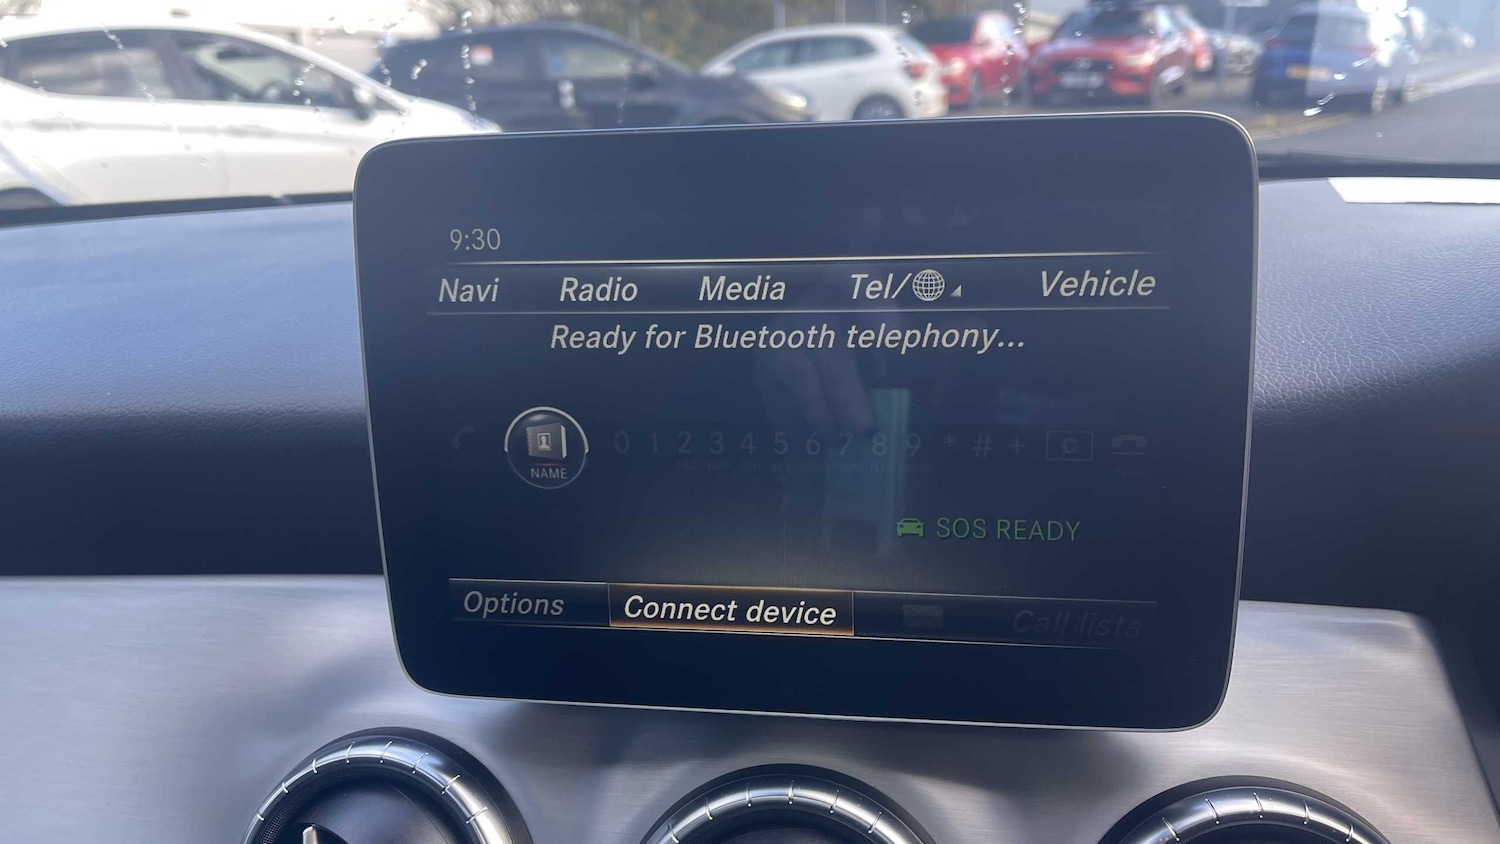 9:30
Navi Radio Media Tel/ Vehicle
Ready for Bluetooth telephony...
NAME 0 1 2 3 4 5 6 7 8 9 * # + C
SOS READY
Options Connect device Call lists